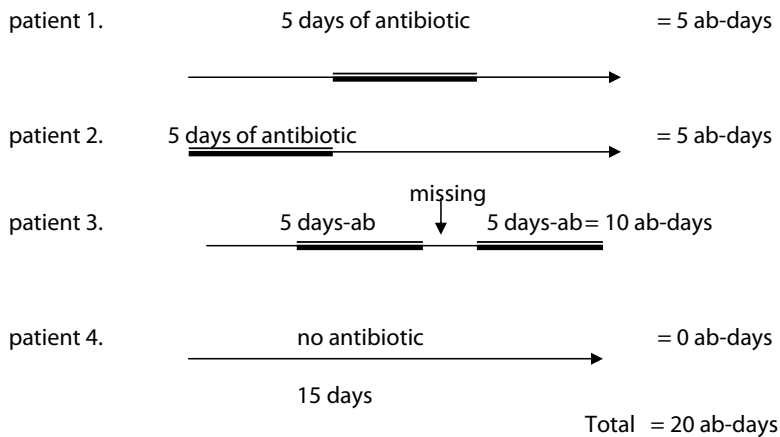 patient 1. 5 days of antibiotic = 5 ab-days
patient 2. 5 days of antibiotic = 5 ab-days
missing
patient 3. 5 days-ab 5 days-ab = 10 ab-days
patient 4. no antibiotic = 0 ab-days
15 days
Total = 20 ab-days